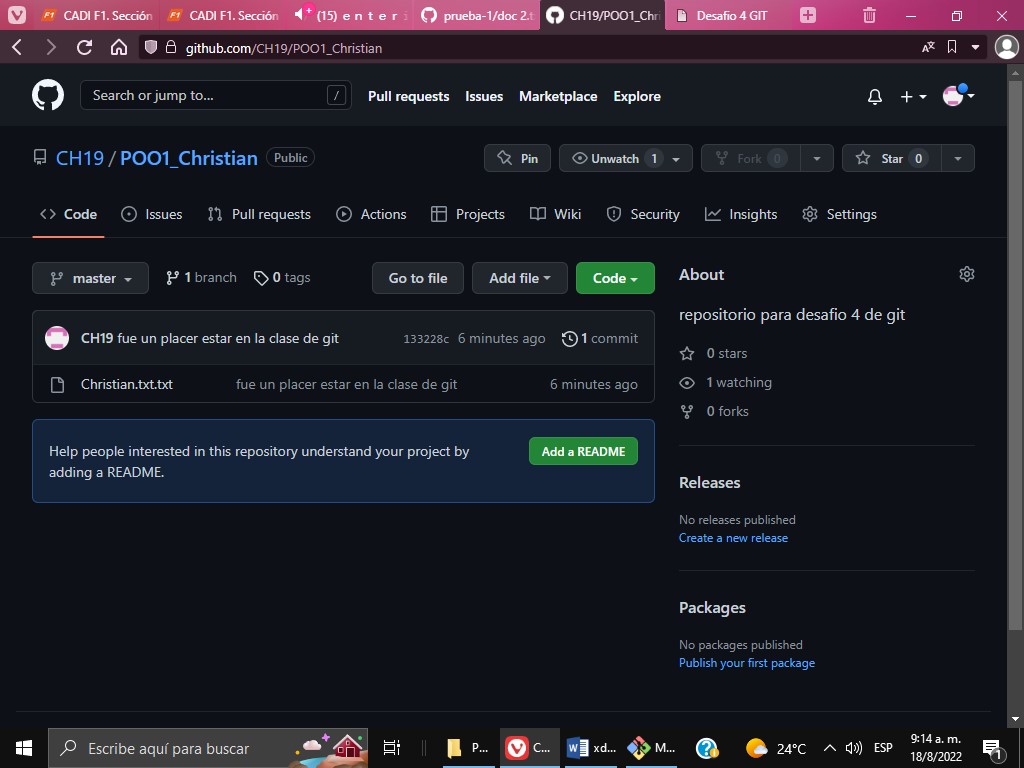 F1 CADI F1. Sección
F1 CADI F1. Sección
(15) e n t e r
prueba-1/doc 2.t
CH19/POO1_Chri
Desafio 4 GIT
github.com/CH19/POO1_Christian
Search or jump to... /
Pull requests Issues Marketplace Explore
CH19 / POO1_Christian Public
Pin Unwatch 1 Fork 0 Star 0
Code Issues Pull requests Actions Projects Wiki Security Insights Settings
master 1 branch 0 tags Go to file Add file Code
CH19 fue un placer estar en la clase de git 133228c 6 minutes ago 1 commit
Christian.txt.txt fue un placer estar en la clase de git 6 minutes ago
Help people interested in this repository understand your project by
adding a README.
Add a README
About
repositorio para desafio 4 de git
0 stars
1 watching
0 forks
Releases
No releases published
Create a new release
Packages
No packages published
Publish your first package
Escribe aquí para buscar
P...
C...
xd...
M...
24°C
ESP
9:14 a. m.
18/8/2022
1